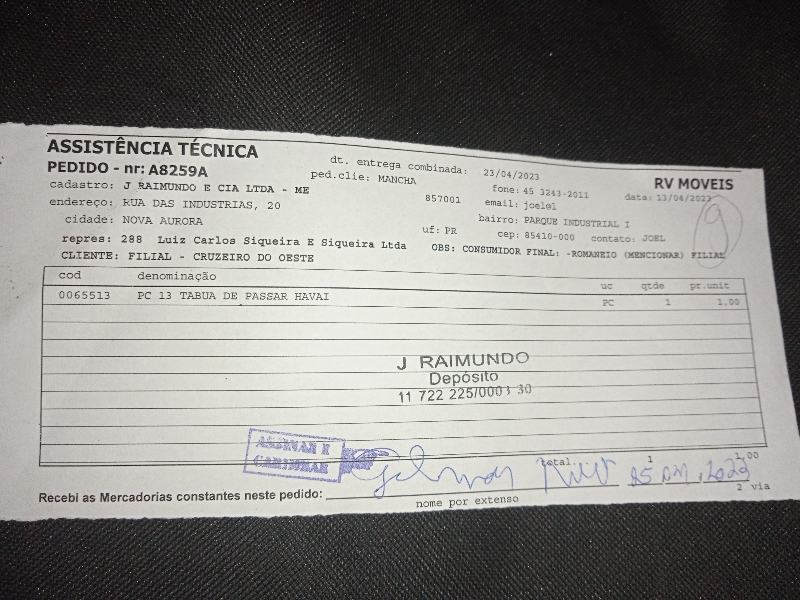 ASSISTÊNCIA TÉCNICA
PEDIDO - nr: A8259A
dt. entrega combinada: 23/04/2023
RV MOVEIS
cadastro: J RAIMUNDO E CIA LTDA - ME
ped.clie: MANCHA
fone: 45 3243-2011
data: 13/04/2023
endereço: RUA DAS INDUSTRIAS, 20
857001
email: joelel
cidade: NOVA AURORA
uf: PR
bairro: PARQUE INDUSTRIAL I
cep: 85410-000 contato: JOEL
9
repres: 288 Luiz Carlos Siqueira E Siqueira Ltda
OBS: CONSUMIDOR FINAL: -ROMANEIO (MENCIONAR) FILIAL
CLIENTE: FILIAL - CRUZEIRO DO OESTE
cod denominação uc qtde pr.unit
0065513 PC 13 TABUA DE PASSAR HAVAI PC 1 1,00
J RAIMUNDO
Depósito
11 722 225/0001 30
ASSINAR E
CARIMBAR
total: 1 1,00
Recebi as Mercadorias constantes neste pedido:
nome por extenso
2 via